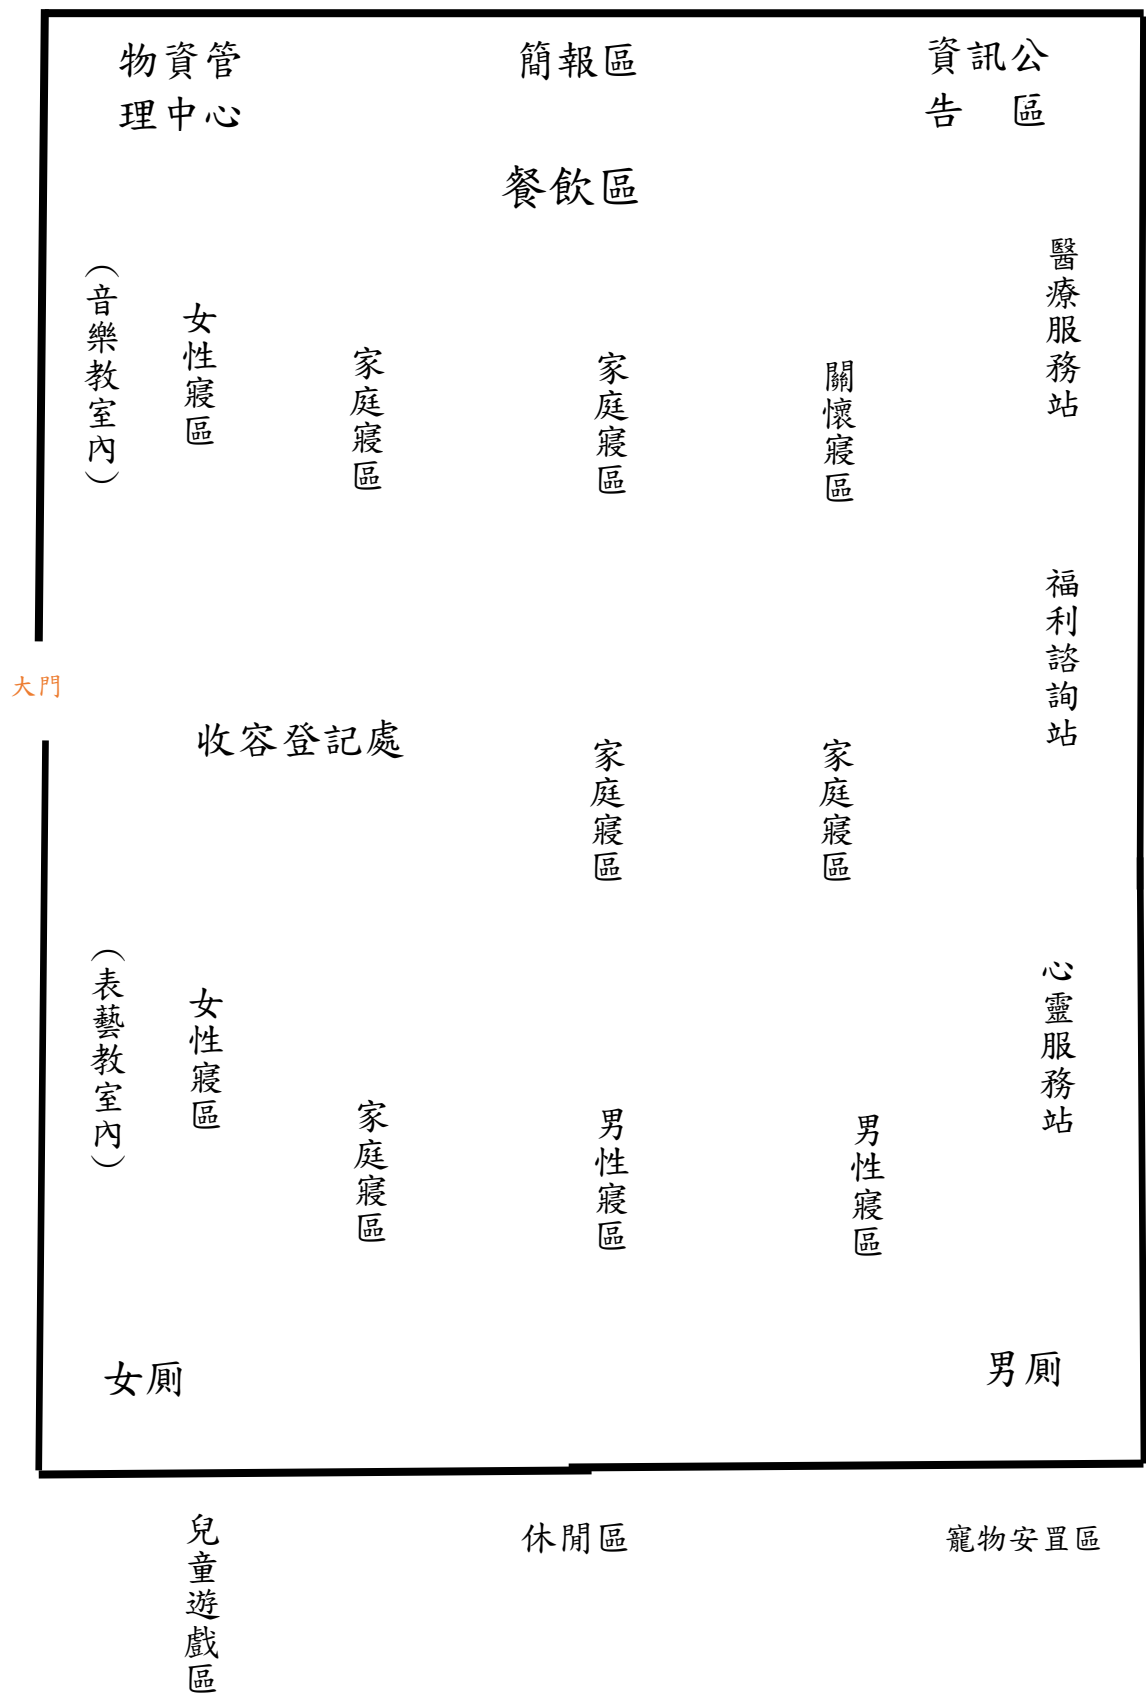 物資管
理中心
簡報區
資訊公
告 區
餐飲區
(音樂教室內)
女性寢區
家庭寢區
家庭寢區
關懷寢區
醫療服務站
福利諮詢站
大門
收容登記處
家庭寢區
家庭寢區
(表藝教室內)
女性寢區
家庭寢區
男性寢區
男性寢區
心靈服務站
女廁
男廁
兒童遊戲區
休閒區
寵物安置區